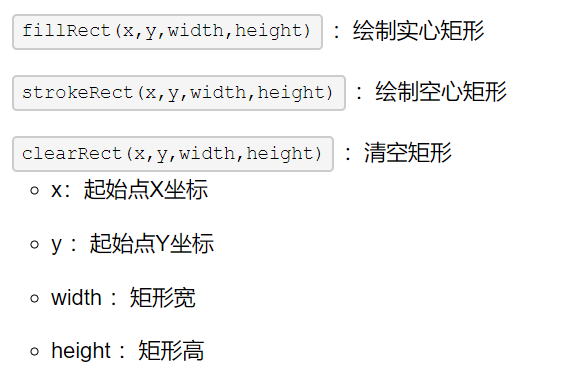 fillRect(x,y,width,height) ：绘制实心矩形
strokeRect(x,y,width,height) ：绘制空心矩形
clearRect(x,y,width,height) ：清空矩形
x：起始点X坐标
y ：起始点Y坐标
width ：矩形宽
height ：矩形高